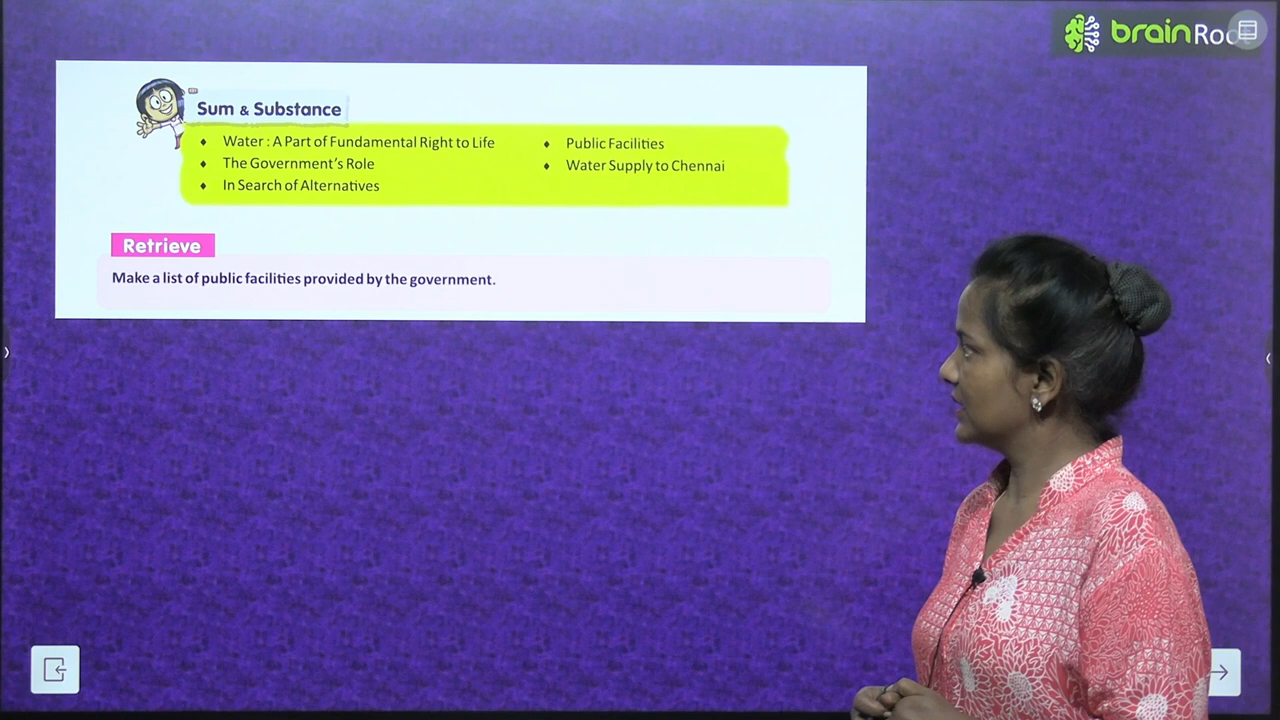 brainRoo
Sum & Substance
♦ Water : A Part of Fundamental Right to Life
♦ The Government's Role
♦ In Search of Alternatives
♦ Public Facilities
♦ Water Supply to Chennai
Retrieve
Make a list of public facilities provided by the government.